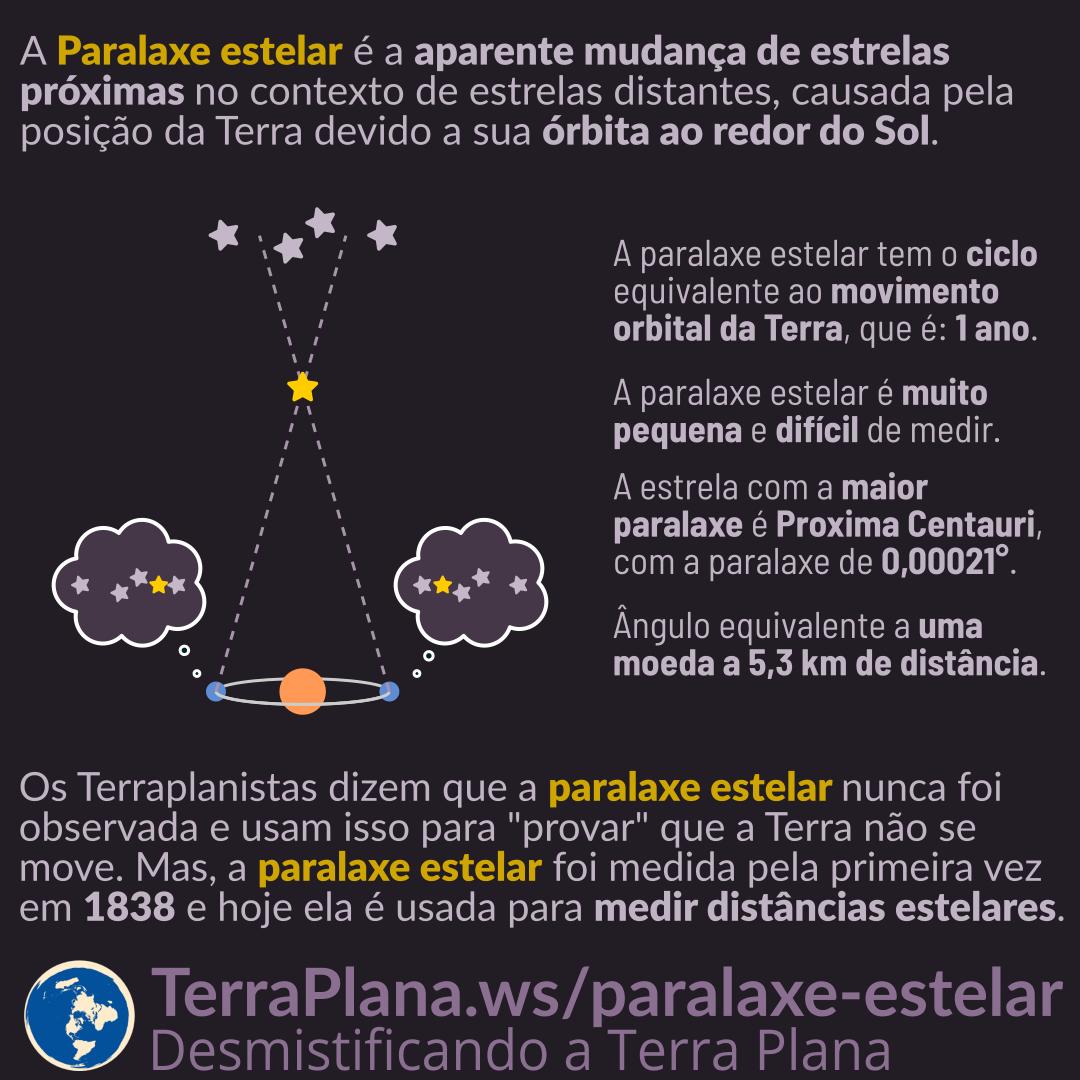 A Paralaxe estelar é a aparente mudança de estrelas
próximas no contexto de estrelas distantes, causada pela
posição da Terra devido a sua órbita ao redor do Sol.
A paralaxe estelar tem o ciclo
equivalente ao movimento
orbital da Terra, que é: 1 ano.
A paralaxe estelar é muito
pequena e difícil de medir.
A estrela com a maior
paralaxe é Proxima Centauri,
com a paralaxe de 0,00021°.
Ângulo equivalente a uma
moeda a 5,3 km de distância.
Os Terraplanistas dizem que a paralaxe estelar nunca foi
observada e usam isso para "provar" que a Terra não se
move. Mas, a paralaxe estelar foi medida pela primeira vez
em 1838 e hoje ela é usada para medir distâncias estelares.
TerraPlana.ws/paralaxe-estelar
Desmistificando a Terra Plana